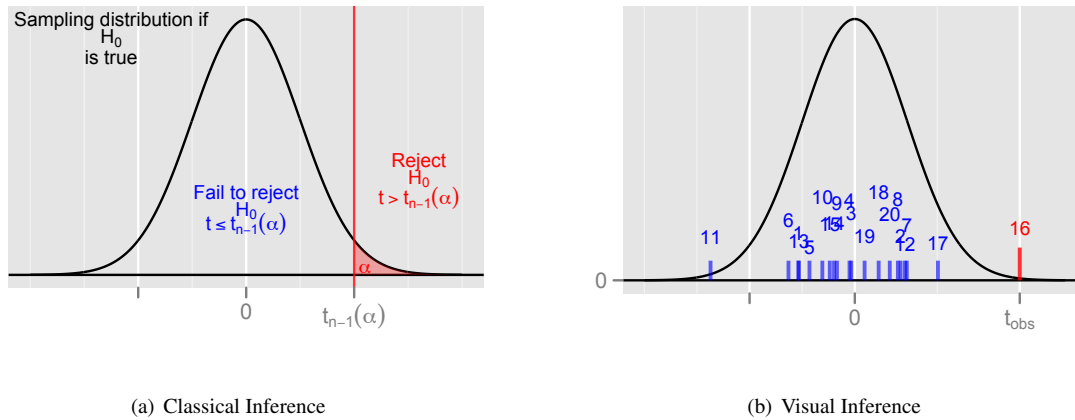 Sampling distribution if
H₀
is true
Reject
H₀
t > tₙ₋₁(α)
Fail to reject
H₀
t ≤ tₙ₋₁(α)
α
0
tₙ₋₁(α)
(a) Classical Inference
11
6
1
13
5
10
15
9
14
4
3
19
18
20
8
2
7
12
17
16
0
0
t_obs
(b) Visual Inference